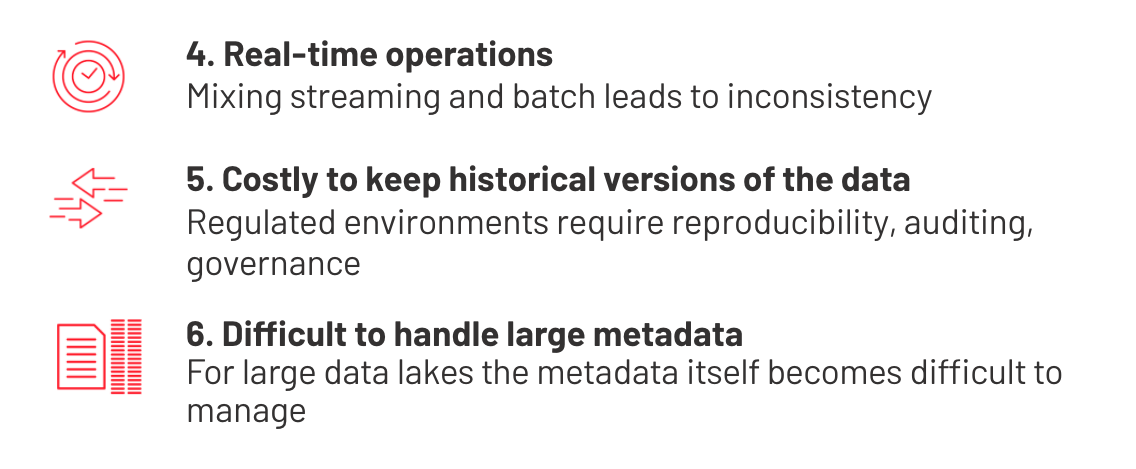 4. Real-time operations
Mixing streaming and batch leads to inconsistency
5. Costly to keep historical versions of the data
Regulated environments require reproducibility, auditing,
governance
6. Difficult to handle large metadata
For large data lakes the metadata itself becomes difficult to
manage